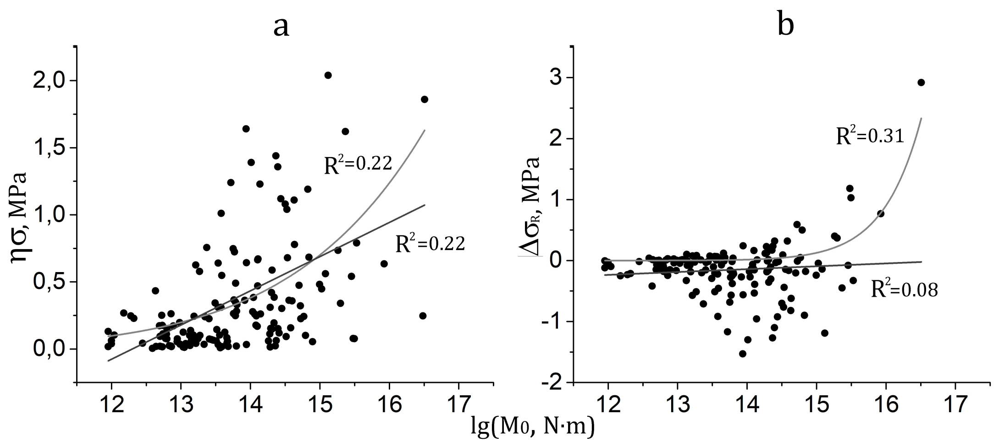 a
ησ, MPa
2,0
1,5
1,0
0,5
0,0
R²=0.22
R²=0.22
12 13 14 15 16 17
b
ΔσR, MPa
3
2
1
0
-1
-2
R²=0.31
R²=0.08
12 13 14 15 16 17
lg(M0, N·m)